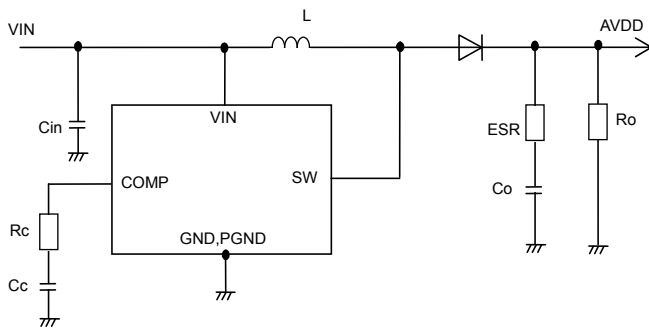 L
VIN
AVDD
Cin
VIN
ESR
Ro
COMP
SW
Co
Rc
GND,PGND
Cc